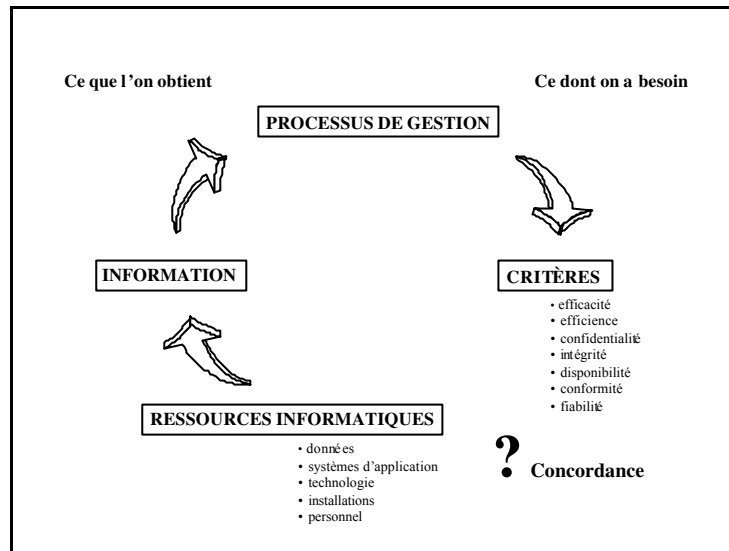 Ce que l'on obtient
Ce dont on a besoin
PROCESSUS DE GESTION
INFORMATION
CRITÈRES
• efficacité
• efficience
• confidentialité
• intégrité
• disponibilité
• conformité
• fiabilité
RESSOURCES INFORMATIQUES
• données
• systèmes d'application
• technologie
• installations
• personnel
? Concordance